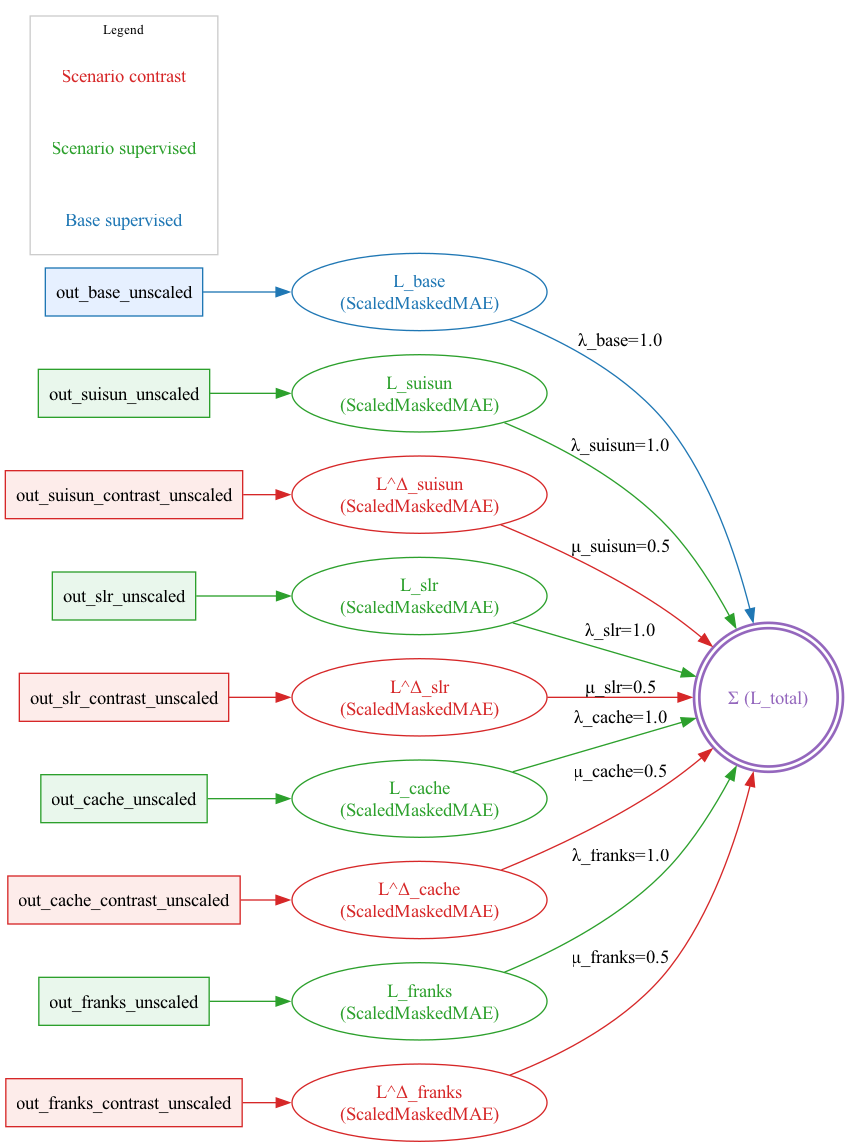 Legend
Scenario contrast
Scenario supervised
Base supervised
out_base_unscaled
L_base
(ScaledMaskedMAE)
λ_base=1.0
out_suisun_unscaled
L_suisun
(ScaledMaskedMAE)
λ_suisun=1.0
out_suisun_contrast_unscaled
L^Δ_suisun
(ScaledMaskedMAE)
μ_suisun=0.5
out_slr_unscaled
L_slr
(ScaledMaskedMAE)
λ_slr=1.0
out_slr_contrast_unscaled
L^Δ_slr
(ScaledMaskedMAE)
μ_slr=0.5
Σ (L_total)
λ_cache=1.0
out_cache_unscaled
L_cache
(ScaledMaskedMAE)
μ_cache=0.5
out_cache_contrast_unscaled
L^Δ_cache
(ScaledMaskedMAE)
λ_franks=1.0
out_franks_unscaled
L_franks
(ScaledMaskedMAE)
μ_franks=0.5
out_franks_contrast_unscaled
L^Δ_franks
(ScaledMaskedMAE)